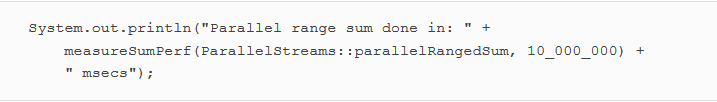 System.out.println("Parallel range sum done in: " +
    measureSumPerf(ParallelStreams::parallelRangedSum, 10_000_000) +
    " msecs");